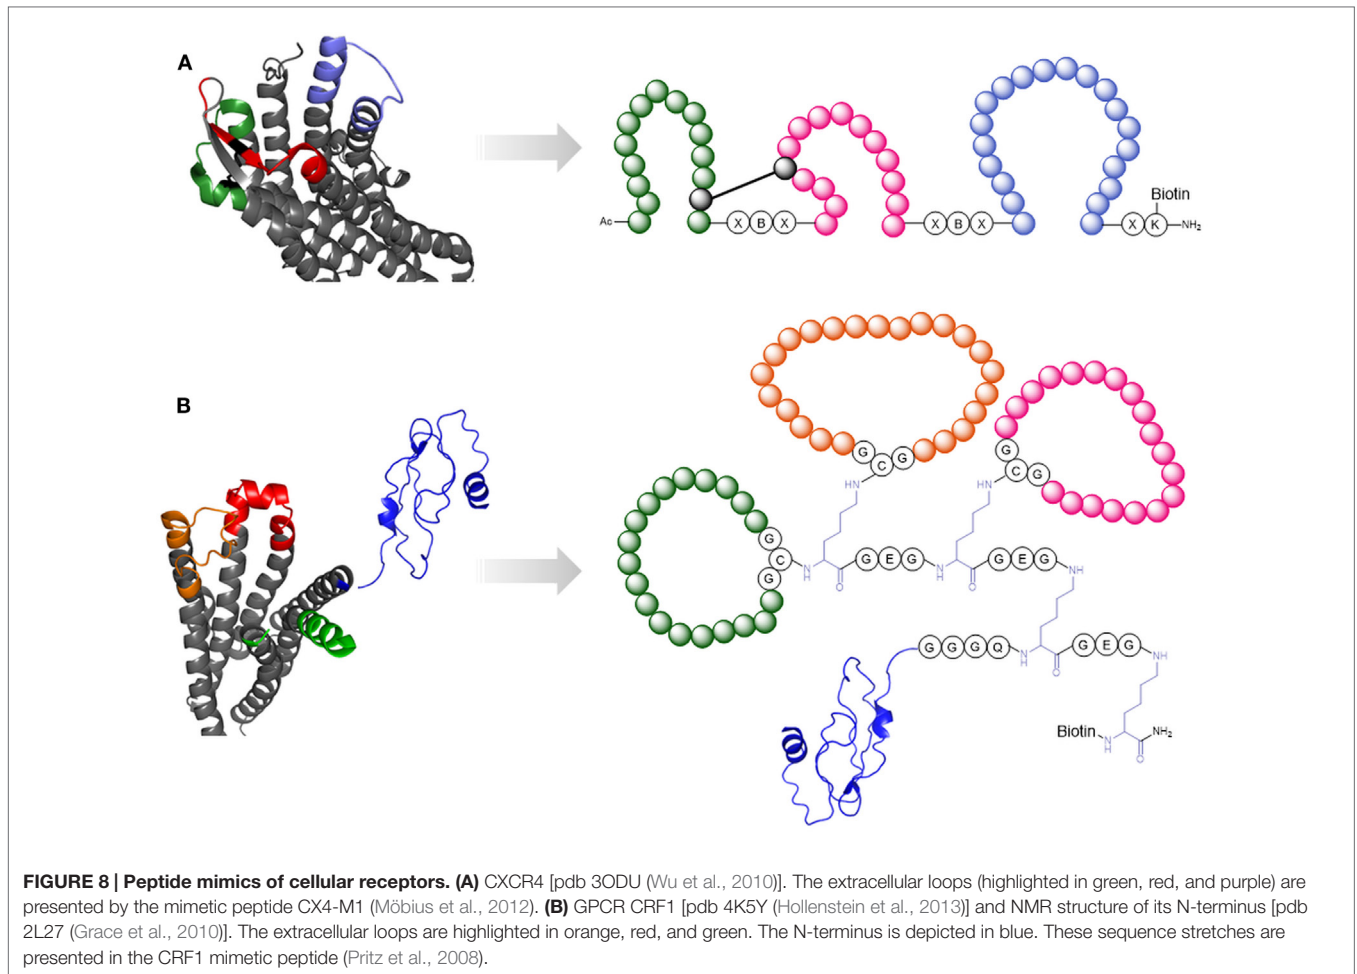 A
Ac
X B X
X B X
Biotin
X K
NH₂
B
G C G
G C G
HN
HN
G C G
N
H
O
G E G
N
H
O
G E G
NH
G G G Q
N
H
O
G E G
NH
Biotin
N
H
O
NH₂
FIGURE 8 | Peptide mimics of cellular receptors. (A) CXCR4 [pdb 3ODU (Wu et al., 2010)]. The extracellular loops (highlighted in green, red, and purple) are
presented by the mimetic peptide CX4-M1 (Möbius et al., 2012). (B) GPCR CRF1 [pdb 4K5Y (Hollenstein et al., 2013)] and NMR structure of its N-terminus [pdb
2L27 (Grace et al., 2010)]. The extracellular loops are highlighted in orange, red, and green. The N-terminus is depicted in blue. These sequence stretches are
presented in the CRF1 mimetic peptide (Pritz et al., 2008).